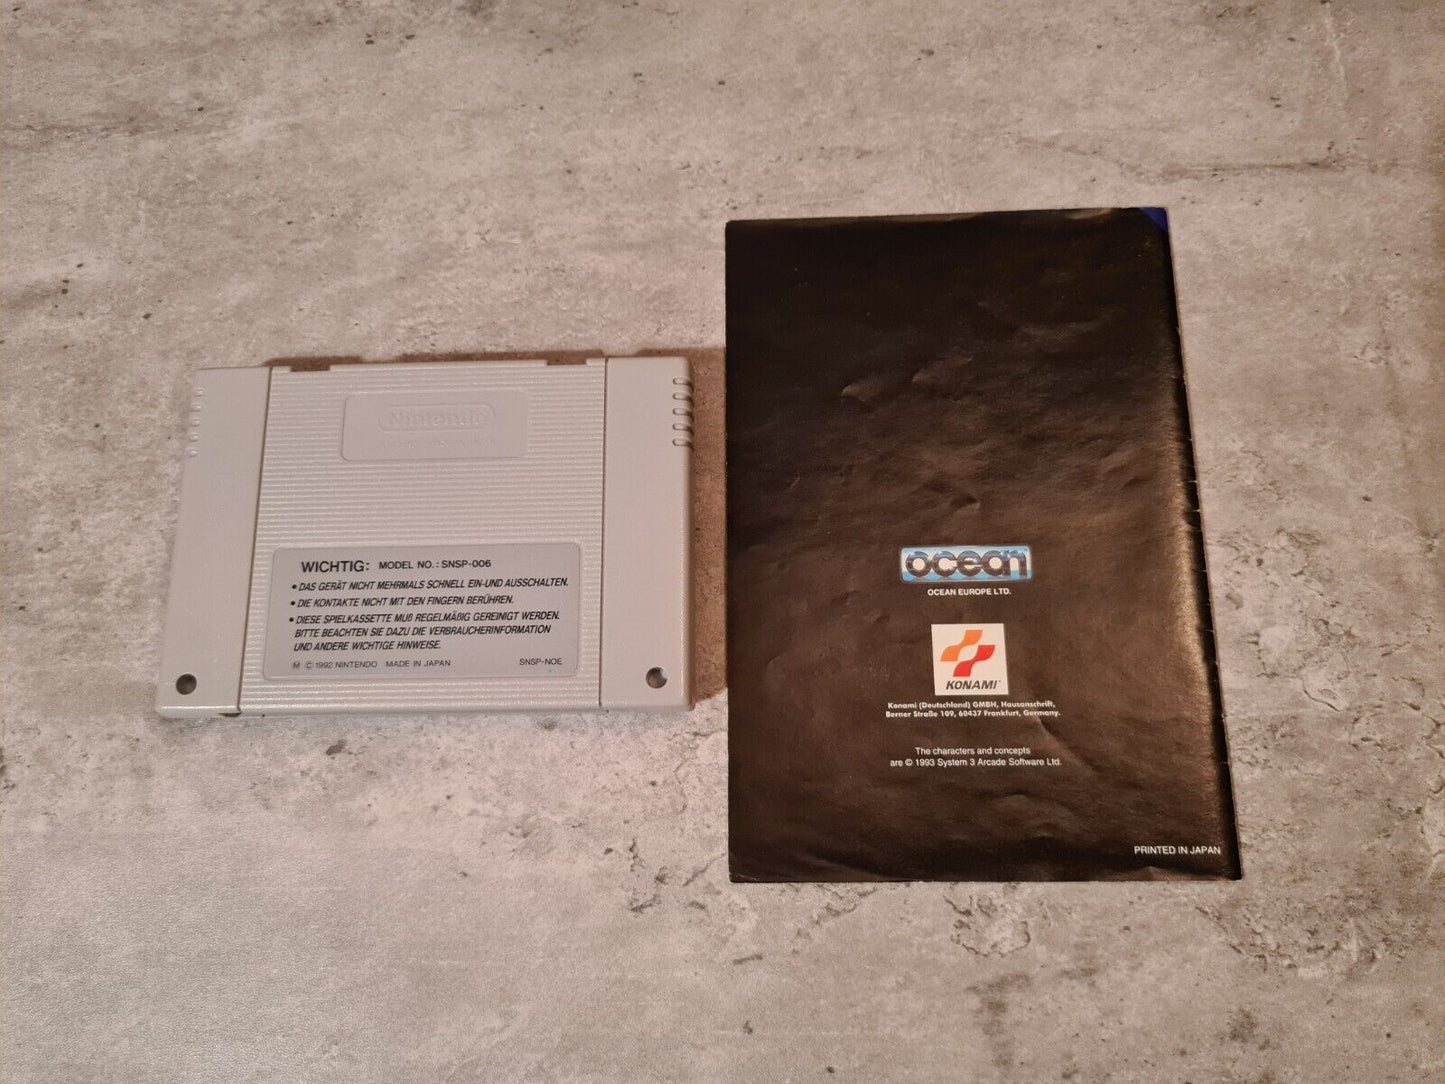 Nintendo
WICHTIG: MODEL NO. : SNSP-006
• DAS GERÄT NICHT MEHRMALS SCHNELL EIN-UND AUSSCHALTEN.
• DIE KONTAKTE NICHT MIT DEN FINGERN BERÜHREN.
• DIESE SPIELKASSETTE MUß REGELMÄßIG GEREINIGT WERDEN.
BITTE BEACHTEN SIE DAZU DIE VERBRAUCHERINFORMATION
UND ANDERE WICHTIGE HINWEISE.
Ⓜ © 1992 NINTENDO MADE IN JAPAN SNSP-NOE
ocean
OCEAN EUROPE LTD.
KONAMI
Konami (Deutschland) GMBH, Hausanschrift,
Berner Straße 109, 60437 Frankfurt, Germany.
The characters and concepts
are © 1993 System 3 Arcade Software Ltd.
PRINTED IN JAPAN